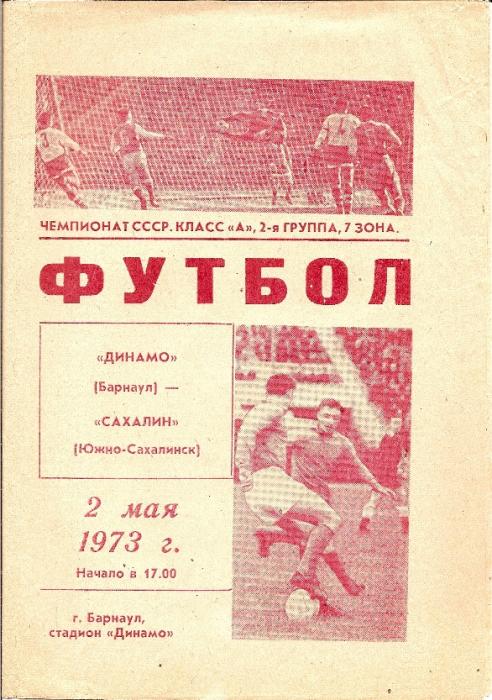 ЧЕМПИОНАТ СССР. КЛАСС «А», 2-я ГРУППА, 7 ЗОНА.
ФУТБОЛ
«ДИНАМО»
(Барнаул) —
«САХАЛИН»
(Южно-Сахалинск)
2 мая
1973 г.
Начало в 17.00
г. Барнаул,
стадион «Динамо»